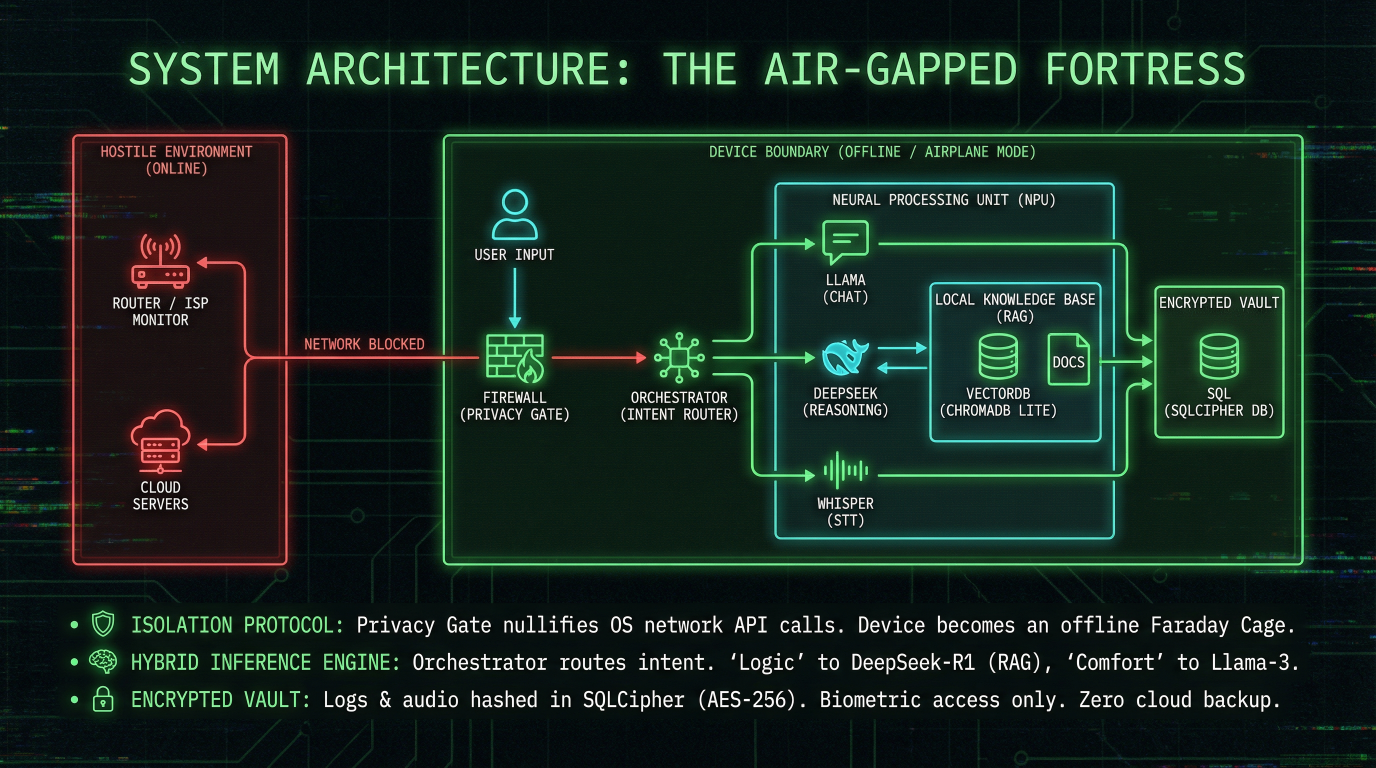 SYSTEM ARCHITECTURE: THE AIR-GAPPED FORTRESS
HOSTILE ENVIRONMENT
(ONLINE)
ROUTER / ISP
MONITOR
CLOUD
SERVERS
NETWORK BLOCKED
DEVICE BOUNDARY (OFFLINE / AIRPLANE MODE)
USER INPUT
FIREWALL
(PRIVACY GATE)
ORCHESTRATOR
(INTENT ROUTER)
NEURAL PROCESSING UNIT (NPU)
LLAMA
(CHAT)
DEEPSEEK
(REASONING)
WHISPER
(STT)
LOCAL KNOWLEDGE BASE
(RAG)
VECTORDB
(CHROMADB LITE)
DOCS
ENCRYPTED VAULT
SQL
(SQLCIPHER DB)
• ISOLATION PROTOCOL: Privacy Gate nullifies OS network API calls. Device becomes an offline Faraday Cage.
• HYBRID INFERENCE ENGINE: Orchestrator routes intent. ‘Logic’ to DeepSeek-R1 (RAG), ‘Comfort’ to Llama-3.
• ENCRYPTED VAULT: Logs & audio hashed in SQLCipher (AES-256). Biometric access only. Zero cloud backup.